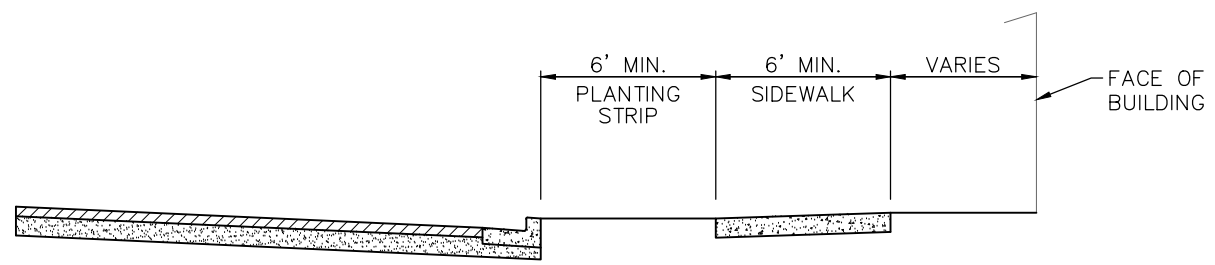 6' MIN.
PLANTING
STRIP
6' MIN.
SIDEWALK
VARIES
FACE OF
BUILDING